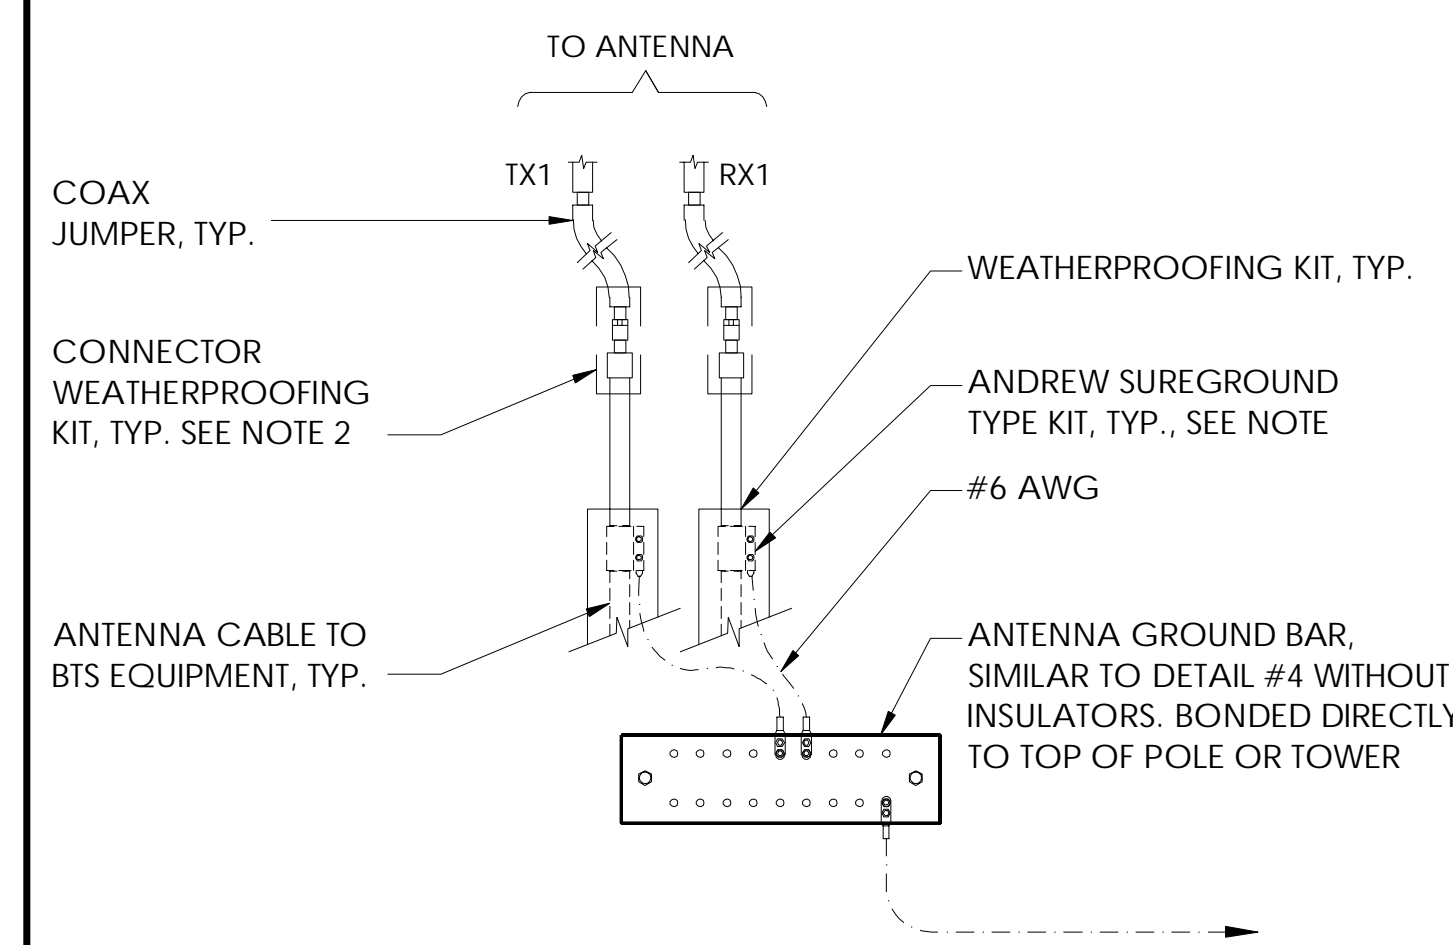 TO ANTENNA
TX1
RX1
COAX
JUMPER, TYP.
WEATHERPROOFING KIT, TYP.
CONNECTOR
WEATHERPROOFING
KIT, TYP. SEE NOTE 2
ANDREW SUREGROUND
TYPE KIT, TYP., SEE NOTE
#6 AWG
ANTENNA CABLE TO
BTS EQUIPMENT, TYP.
ANTENNA GROUND BAR,
SIMILAR TO DETAIL #4 WITHOUT
INSULATORS. BONDED DIRECTLY
TO TOP OF POLE OR TOWER